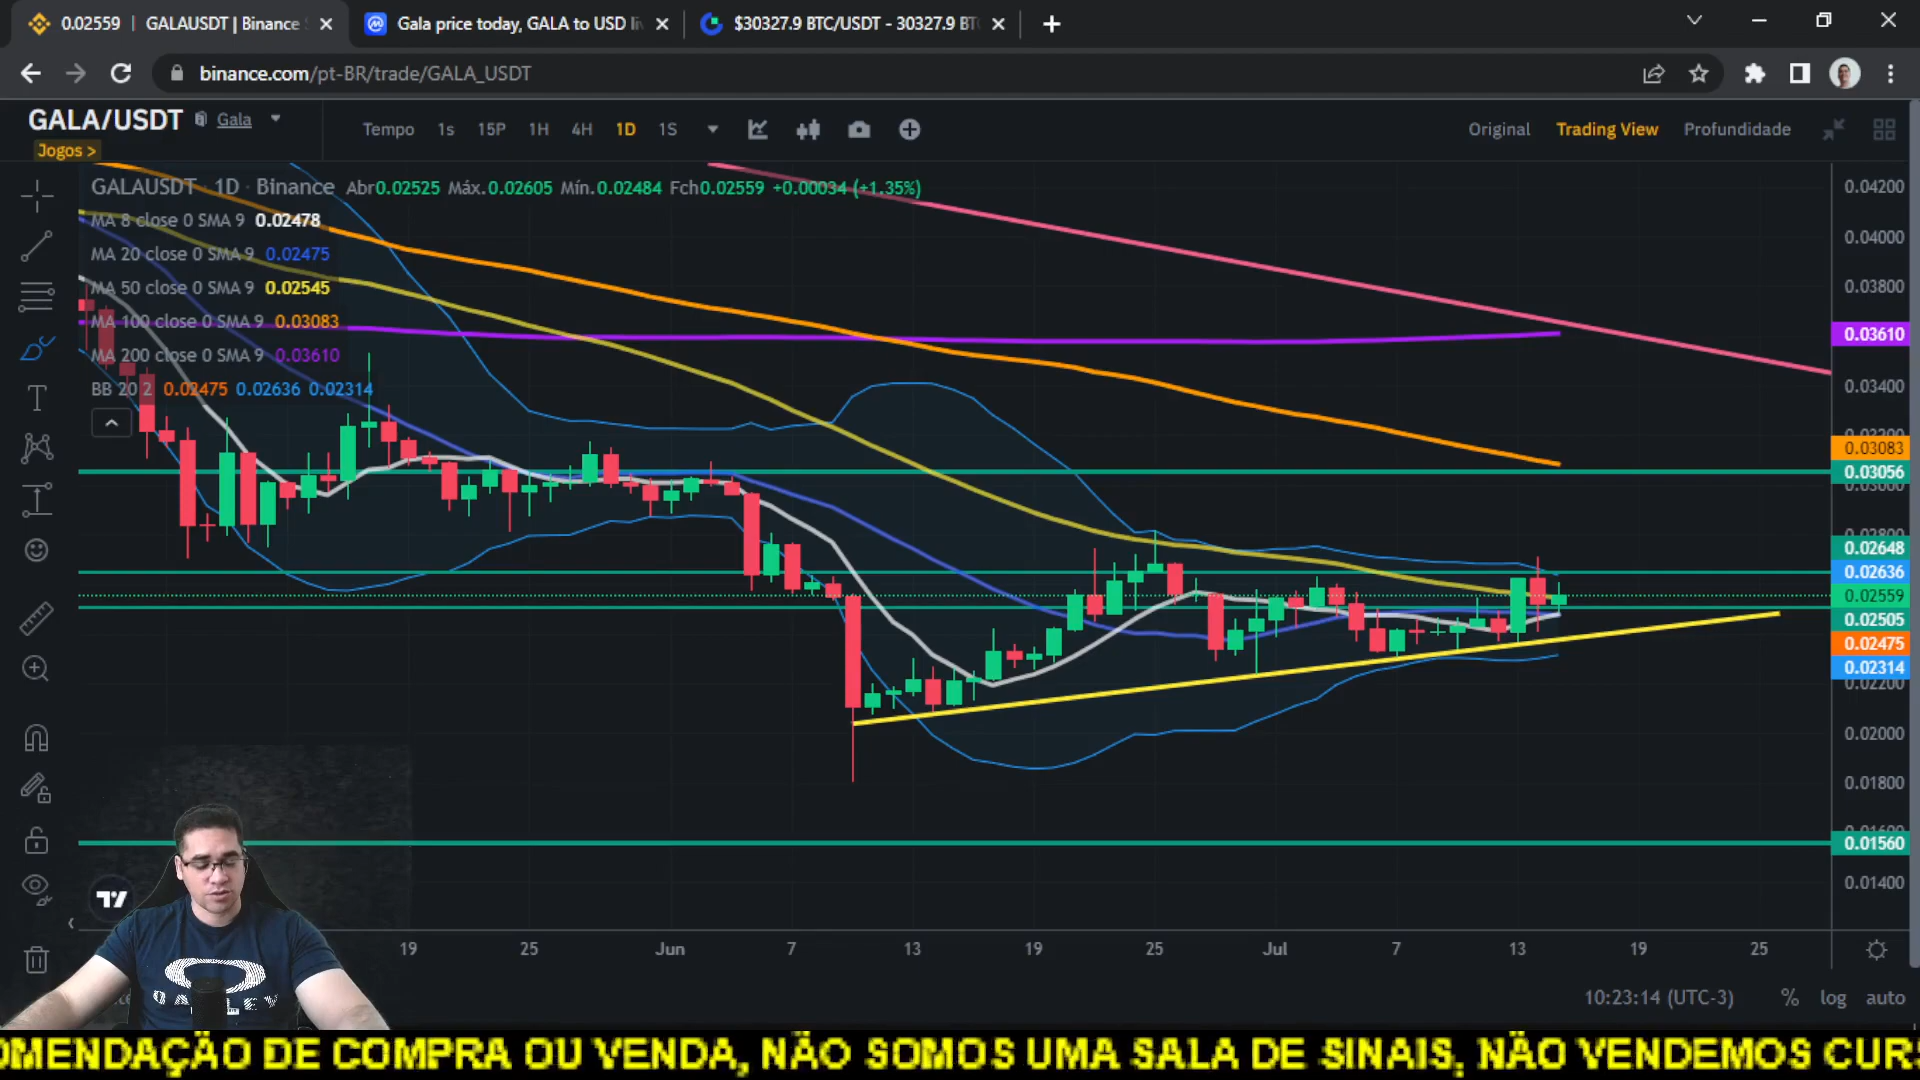 0.02559 | GALAUSDT | Binance
Gala price today, GALA to USD li
$30327.9 BTC/USDT - 30327.9 BT
binance.com/pt-BR/trade/GALA_USDT
GALA/USDT Gala
Jogos >
Tempo 1s 15P 1H 4H 1D 1S
Original Trading View Profundidade
GALAUSDT · 1D · Binance Abr0.02525 Máx.0.02605 Mín.0.02484 Fch0.02559 +0.00034 (+1.35%)
MA 8 close 0 SMA 9 0.02478
MA 20 close 0 SMA 9 0.02475
MA 50 close 0 SMA 9 0.02545
MA 100 close 0 SMA 9 0.03083
MA 200 close 0 SMA 9 0.03610
BB 20 2 0.02475 0.02636 0.02314
0.04200
0.04000
0.03800
0.03610
0.03400
0.03083
0.03056
0.03000
0.02648
0.02636
0.02559
0.02505
0.02475
0.02314
0.02200
0.02000
0.01800
0.01560
0.01400
19 25 Jun 7 13 19 25 Jul 7 13 19 25
10:23:14 (UTC-3) % log auto
OMENDAÇÃO DE COMPRA OU VENDA, NÃO SOMOS UMA SALA DE SINAIS, NÃO VENDEMOS CURS